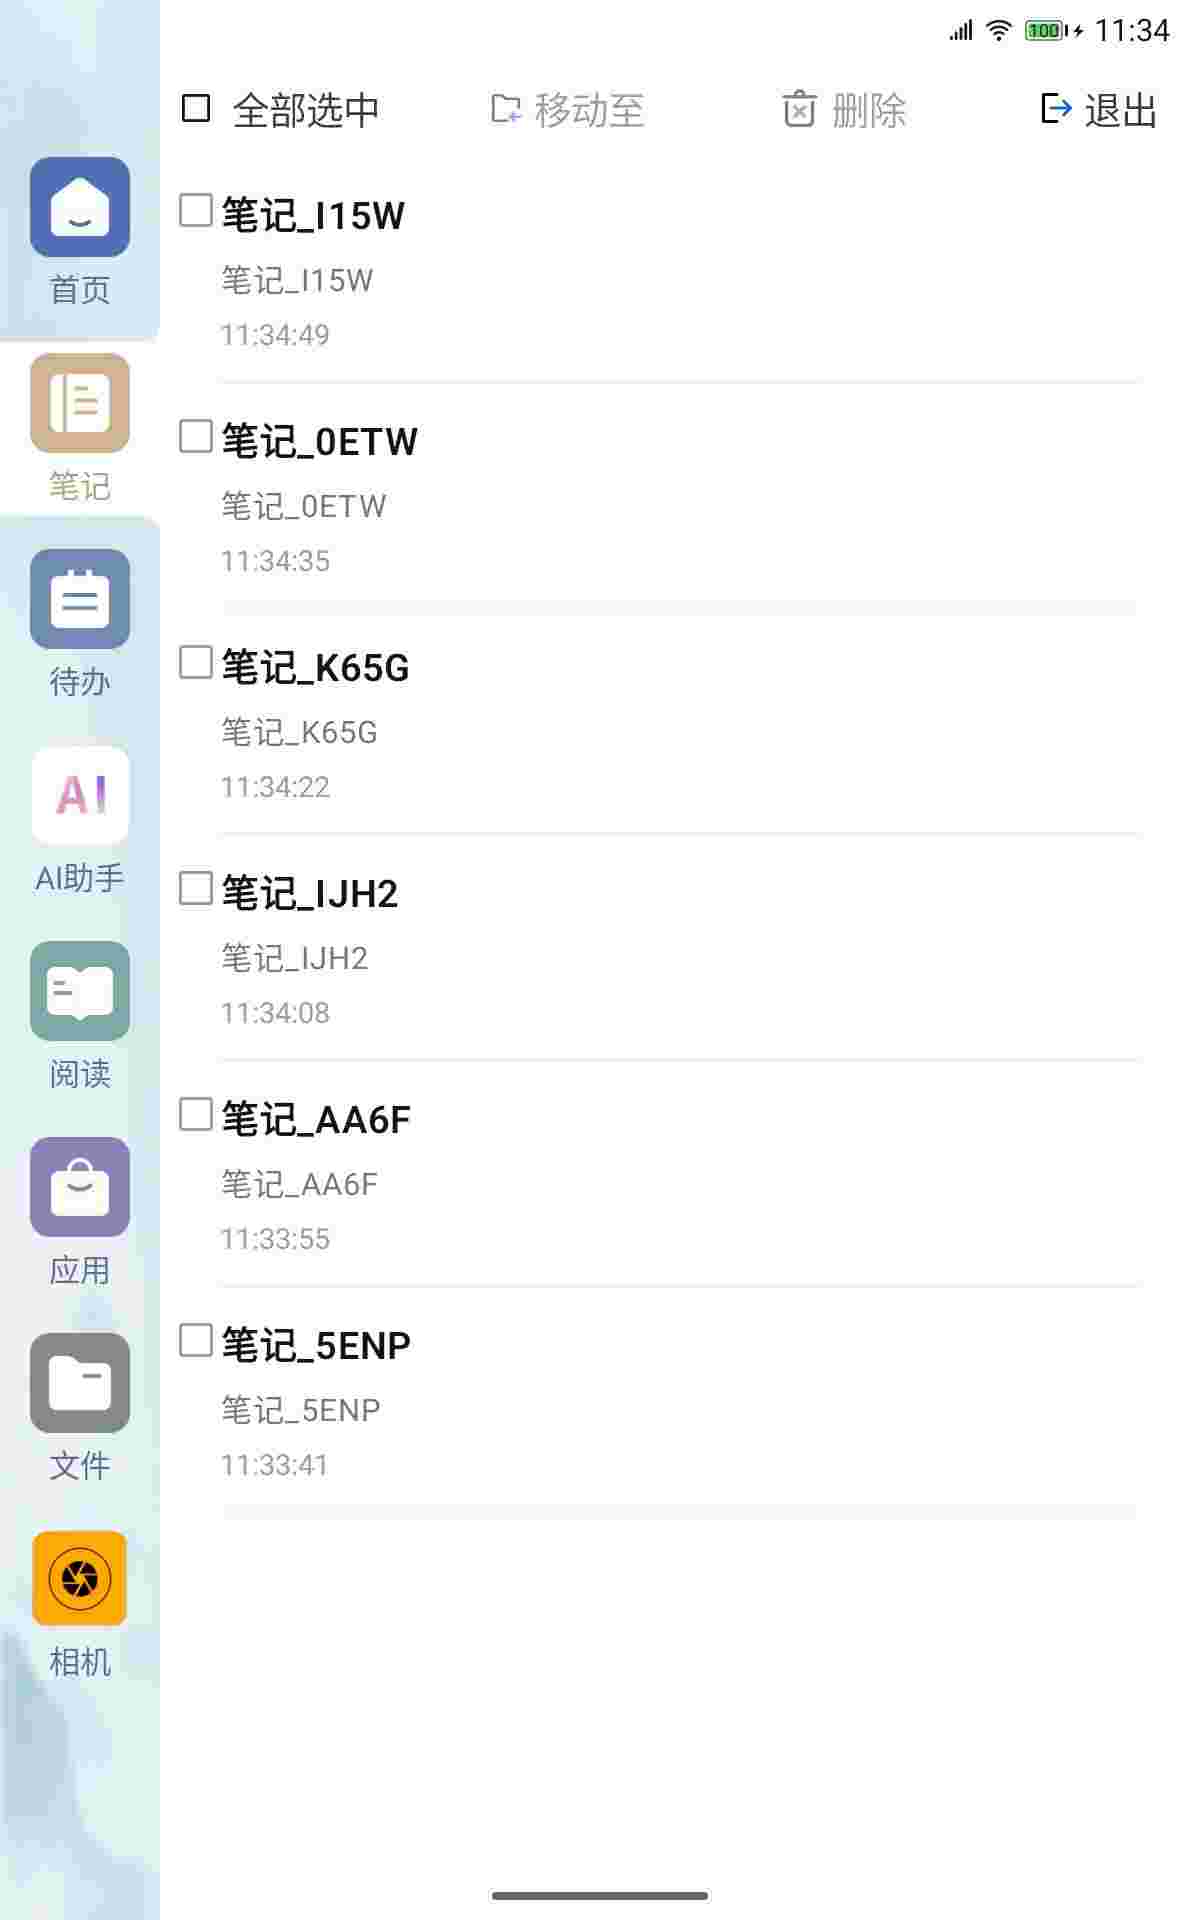 100 11:34
全部选中 移动至 删除 退出
首页
笔记
待办
AI
AI助手
阅读
应用
文件
相机
笔记_I15W
笔记_I15W
11:34:49
笔记_0ETW
笔记_0ETW
11:34:35
笔记_K65G
笔记_K65G
11:34:22
笔记_IJH2
笔记_IJH2
11:34:08
笔记_AA6F
笔记_AA6F
11:33:55
笔记_5ENP
笔记_5ENP
11:33:41